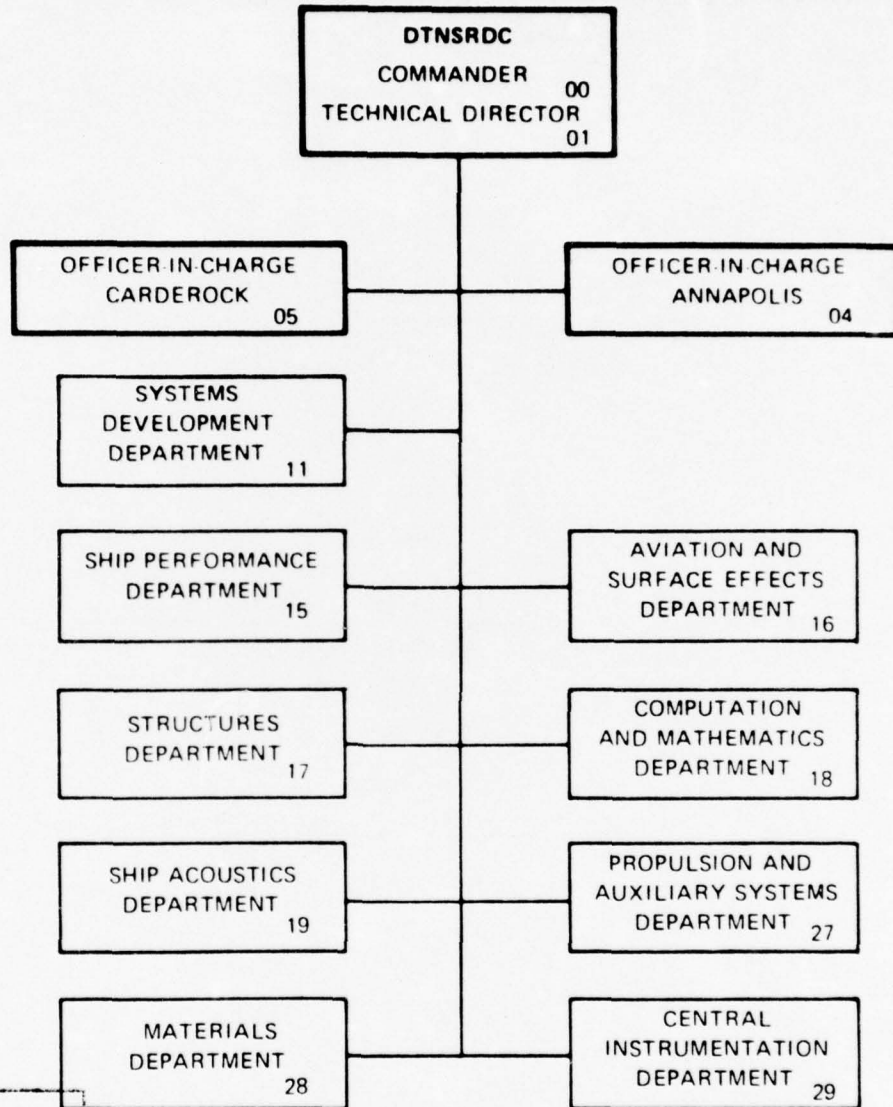 DTNSRDC
COMMANDER
00
TECHNICAL DIRECTOR
01
OFFICER-IN-CHARGE
CARDEROCK
05
OFFICER-IN-CHARGE
ANNAPOLIS
04
SYSTEMS
DEVELOPMENT
DEPARTMENT
11
SHIP PERFORMANCE
DEPARTMENT
15
AVIATION AND
SURFACE EFFECTS
DEPARTMENT
16
STRUCTURES
DEPARTMENT
17
COMPUTATION
AND MATHEMATICS
DEPARTMENT
18
SHIP ACOUSTICS
DEPARTMENT
19
PROPULSION AND
AUXILIARY SYSTEMS
DEPARTMENT
27
MATERIALS
DEPARTMENT
28
CENTRAL
INSTRUMENTATION
DEPARTMENT
29